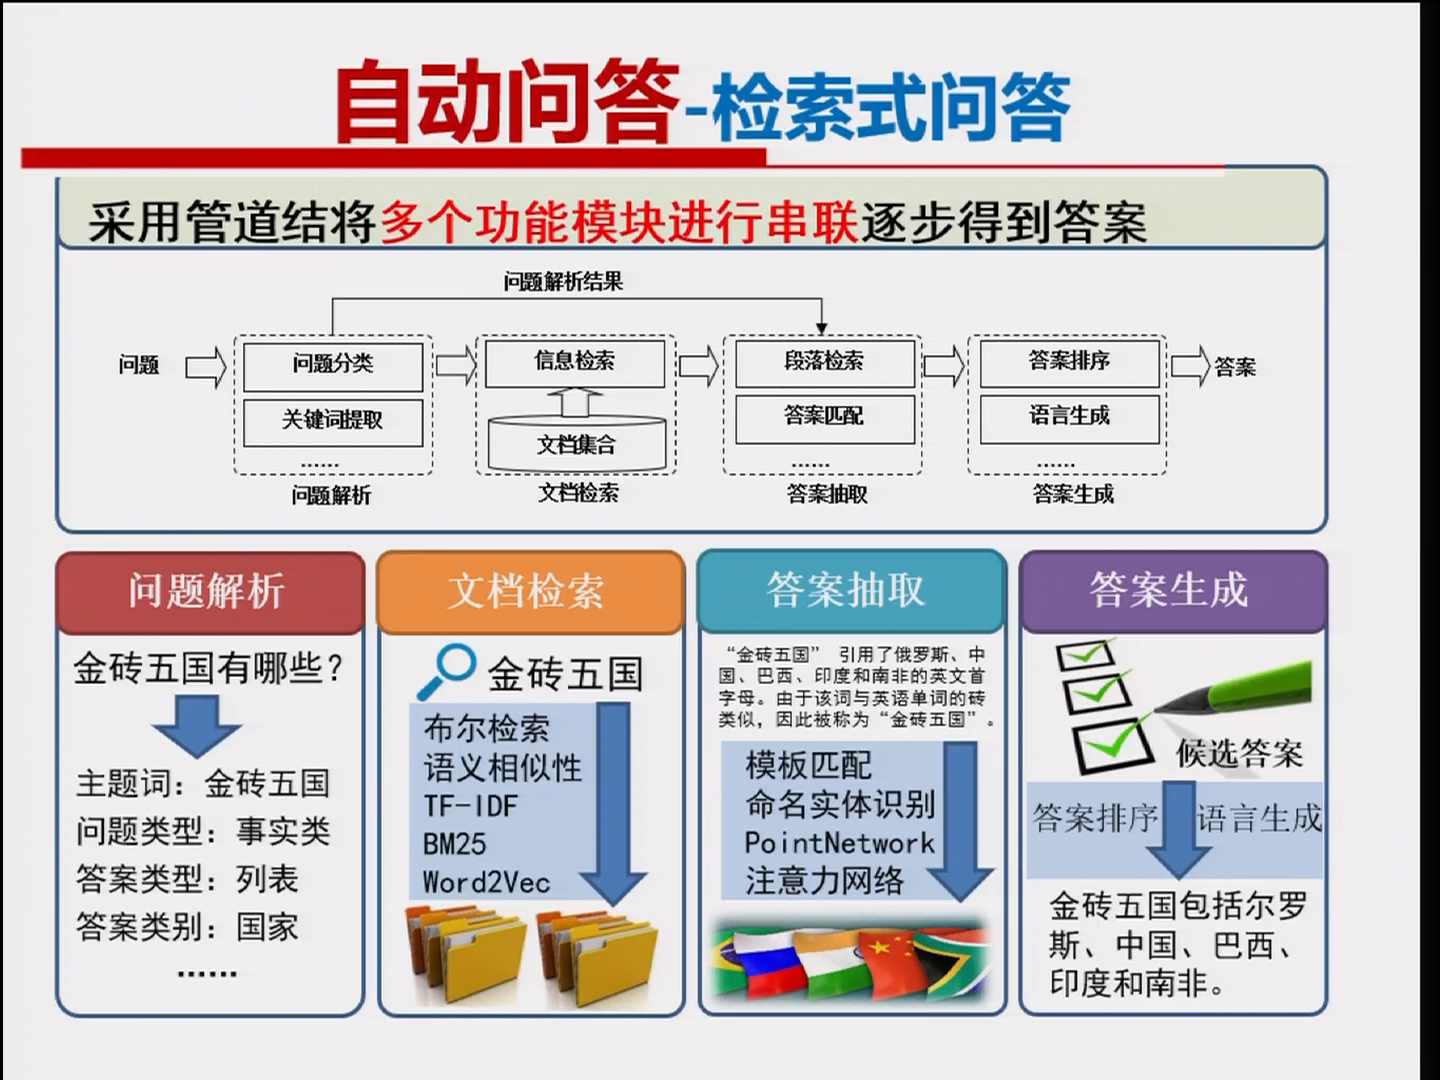 自动问答-检索式问答
采用管道结将多个功能模块进行串联逐步得到答案
问题解析结果
问题
问题分类
关键词提取
......
问题解析
信息检索
文档集合
文档检索
段落检索
答案匹配
......
答案抽取
答案排序
语言生成
......
答案生成
答案
问题解析
金砖五国有哪些？
主题词：金砖五国
问题类型：事实类
答案类型：列表
答案类别：国家
......
文档检索
金砖五国
布尔检索
语义相似性
TF-IDF
BM25
Word2Vec
答案抽取
“金砖五国” 引用了俄罗斯、中
国、巴西、印度和南非的英文首
字母。由于该词与英语单词的砖
类似，因此被称为“金砖五国”。
模板匹配
命名实体识别
PointNetwork
注意力网络
答案生成
候选答案
答案排序 语言生成
金砖五国包括尔罗
斯、中国、巴西、
印度和南非。